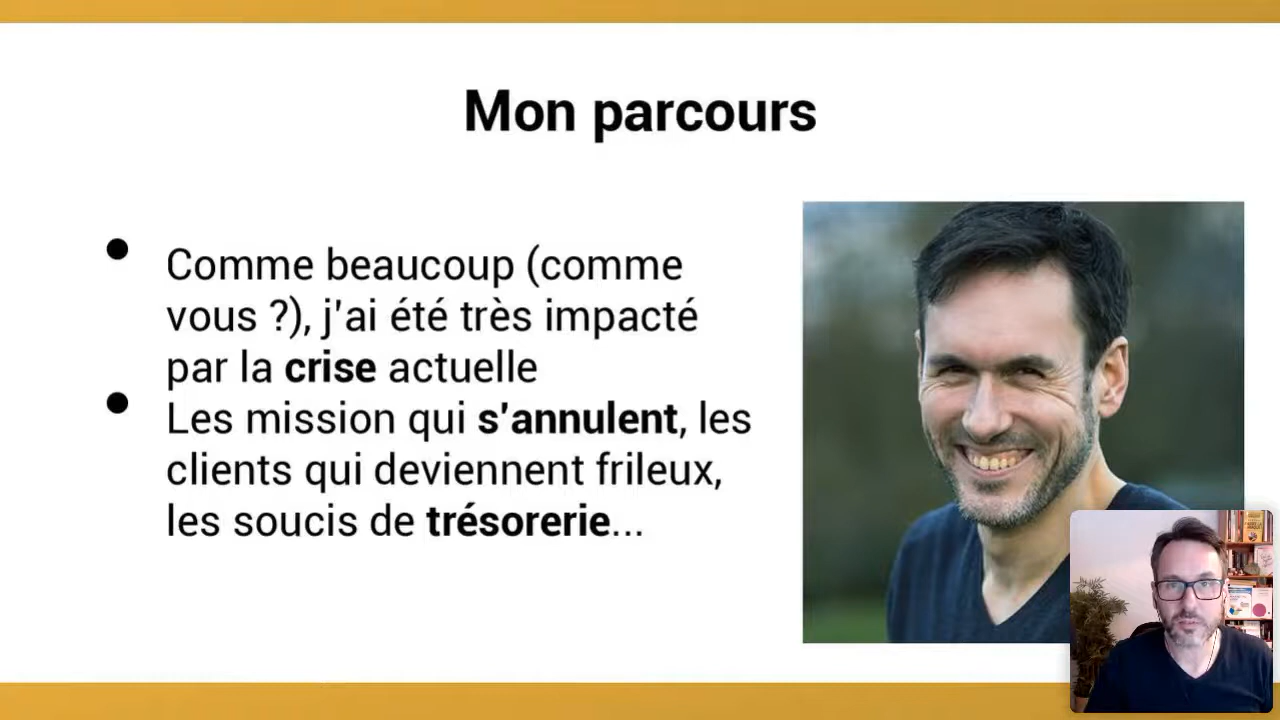 Mon parcours
Comme beaucoup (comme
vous ?), j'ai été très impacté
par la crise actuelle
Les mission qui s'annulent, les
clients qui deviennent frileux,
les soucis de trésorerie...